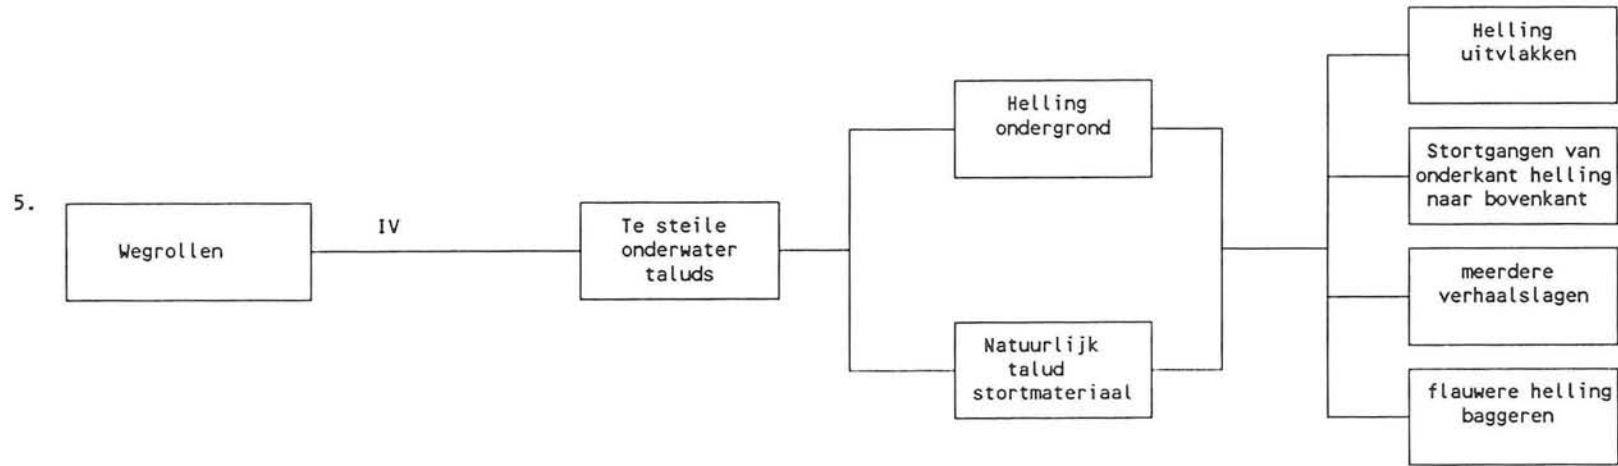 5.
Wegrollen
IV
Te steile
onderwater
taluds
Helling
ondergrond
Natuurlijk
talud
stortmateriaal
Helling
uitvlakken
Stortgangen van
onderkant helling
naar bovenkant
meerdere
verhaalslagen
flauwere helling
baggeren